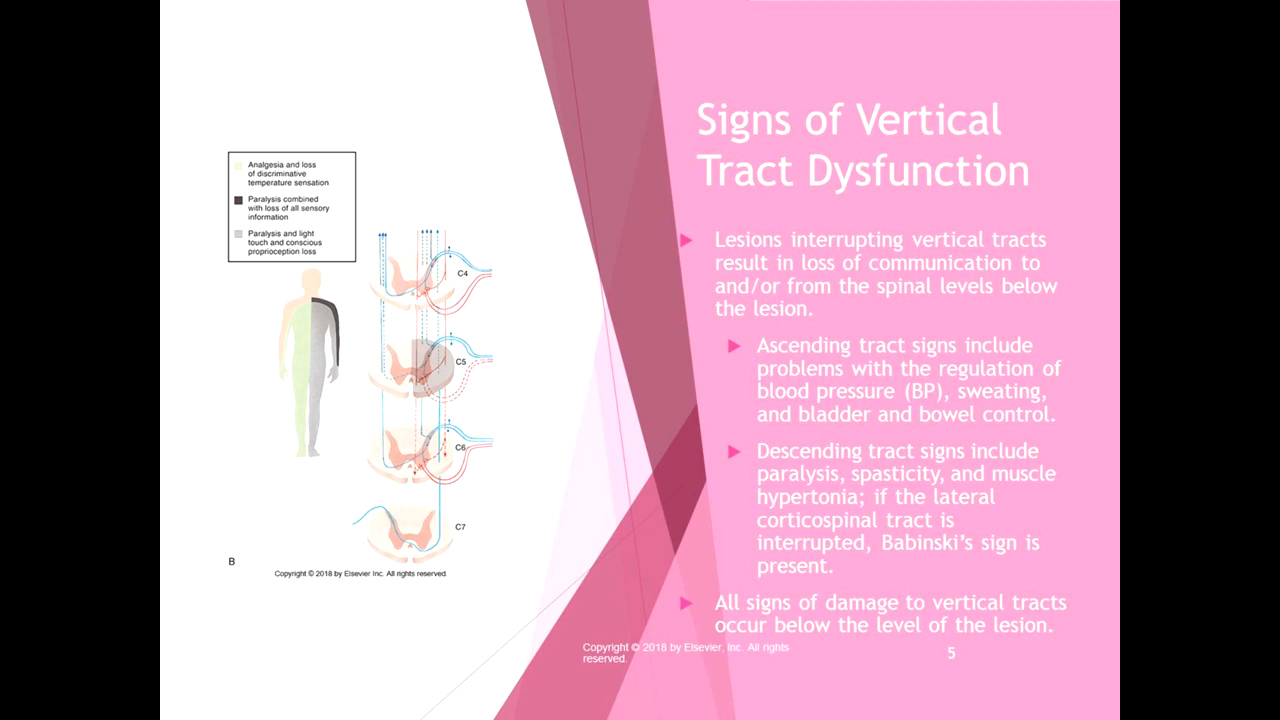 Signs of Vertical
Tract Dysfunction
Analgesia and loss
of discriminative
temperature sensation
Paralysis combined
with loss of all sensory
information
Paralysis and light
touch and conscious
proprioception loss
C4
C5
C6
C7
B
Copyright © 2018 by Elsevier Inc. All rights reserved.
Lesions interrupting vertical tracts
result in loss of communication to
and/or from the spinal levels below
the lesion.
Ascending tract signs include
problems with the regulation of
blood pressure (BP), sweating,
and bladder and bowel control.
Descending tract signs include
paralysis, spasticity, and muscle
hypertonia; if the lateral
corticospinal tract is
interrupted, Babinski's sign is
present.
All signs of damage to vertical tracts
occur below the level of the lesion.
Copyright © 2018 by Elsevier, Inc. All rights
reserved.
5